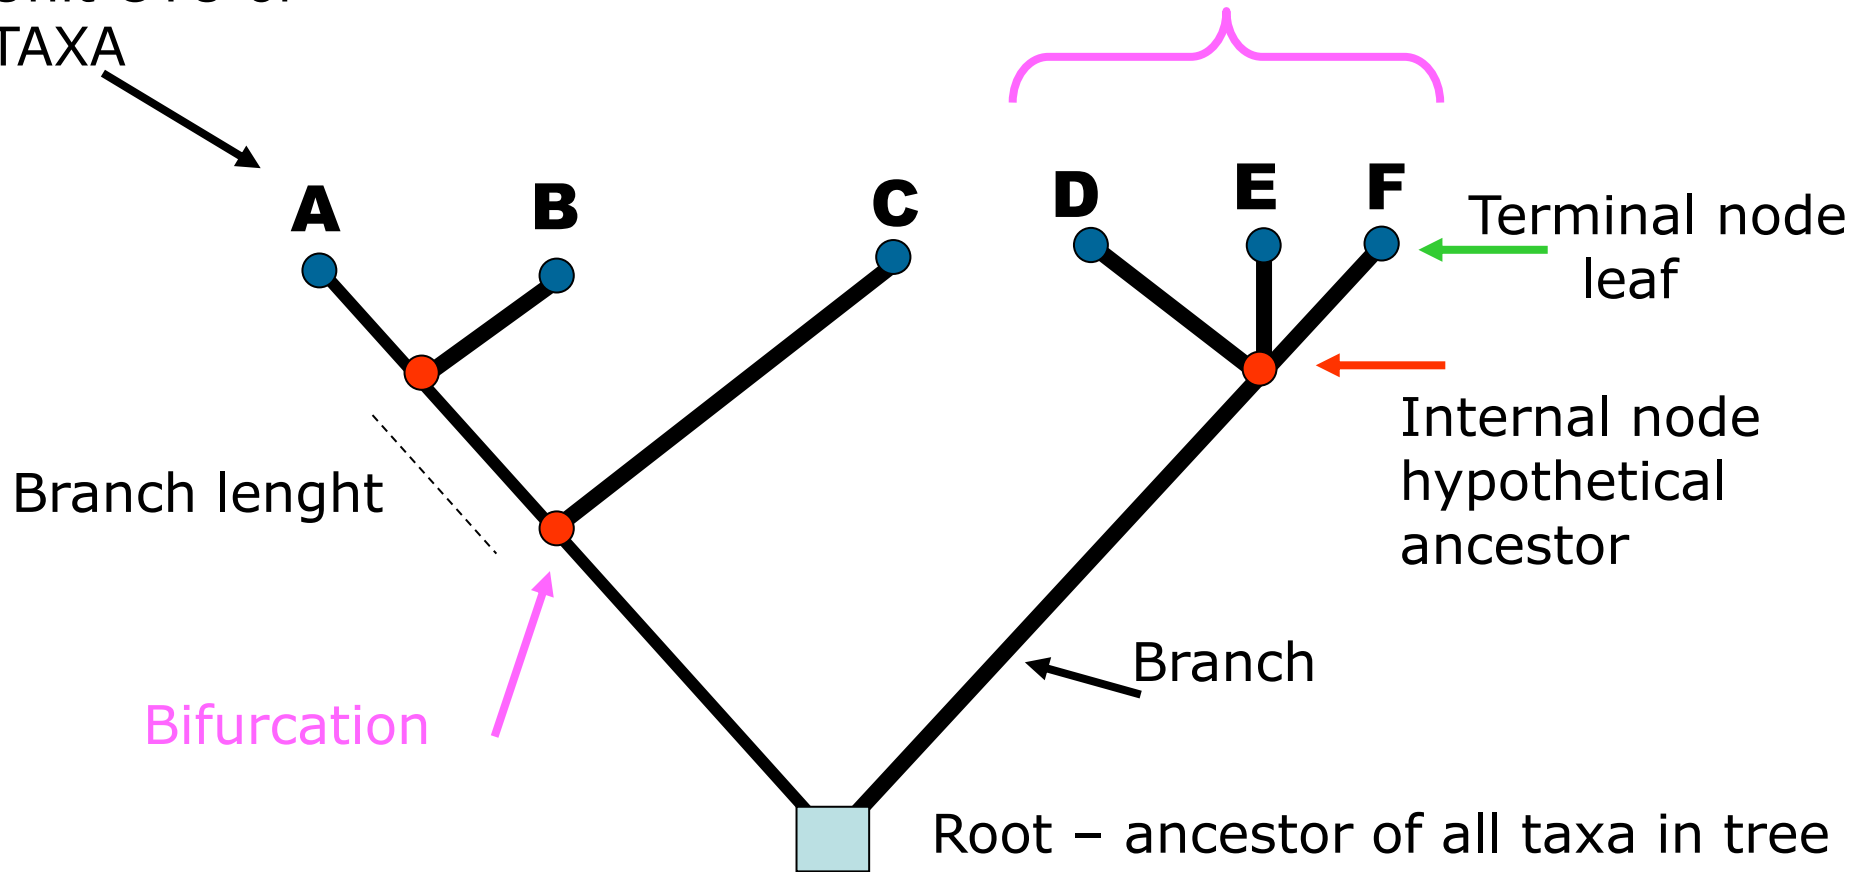 TAXA
A
B
C
D
E
F
Terminal node
leaf
Internal node
hypothetical
ancestor
Branch lenght
Branch
Bifurcation
Root – ancestor of all taxa in tree